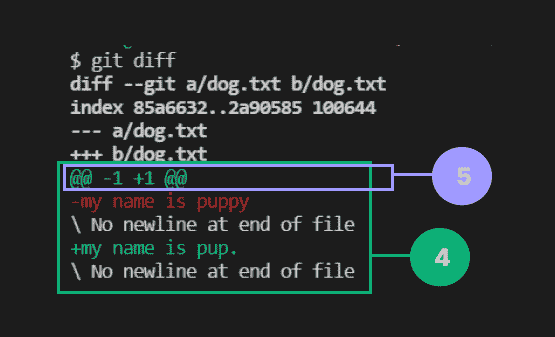 $ git diff
diff --git a/dog.txt b/dog.txt
index 85a6632..2a90585 100644
--- a/dog.txt
+++ b/dog.txt
@@ -1 +1 @@
5
-my name is puppy
\ No newline at end of file
+my name is pup.
4
\ No newline at end of file